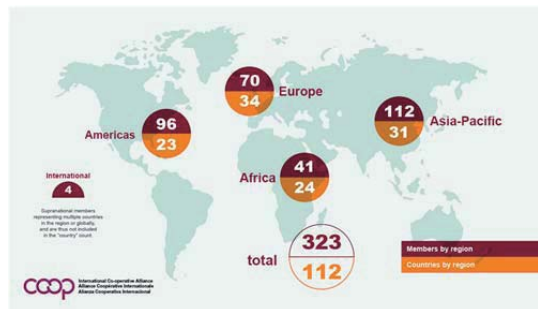 70
34
Europe
112
31
Asia-Pacific
96
23
Americas
41
24
Africa
International
4
Supranational members
representing multiple countries
in the region or globally,
and are thus not included
in the "country" count.
323
112
total
Members by region
Countries by region
coop
International Co-operative Alliance
Alliance Coopérative Internationale
Alianza Cooperativa Internacional